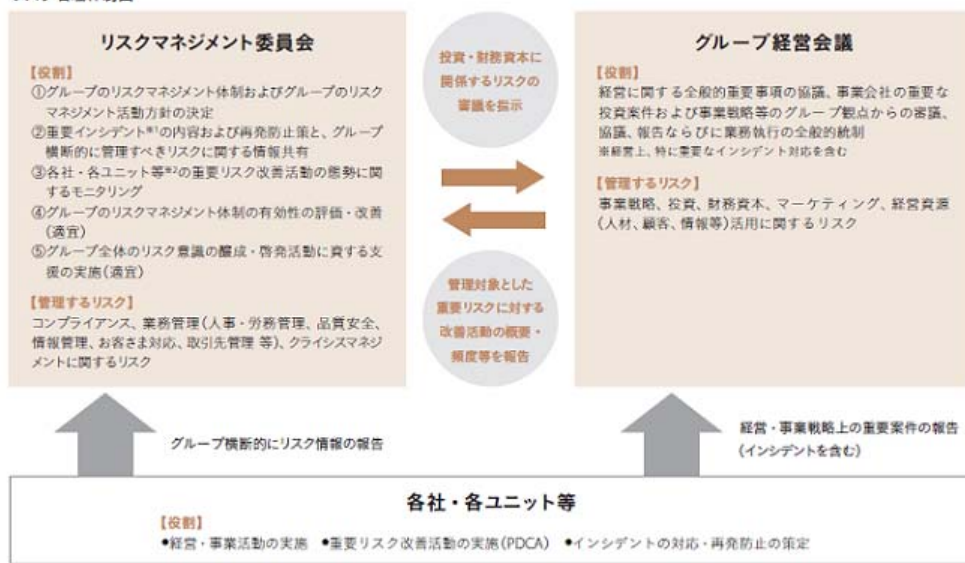 リスクマネジメント委員会
【役割】
①グループのリスクマネジメント体制およびグループのリスク
マネジメント活動方針の決定
②重要インシデント※1の内容および再発防止策と、グループ
横断的に管理すべきリスクに関する情報共有
③各社・各ユニット等※2の重要リスク改善活動の態勢に関
するモニタリング
④グループのリスクマネジメント体制の有効性の評価・改善
(適宜)
⑤グループ全体のリスク意識の醸成・啓発活動に資する支
援の実施(適宜)
【管理するリスク】
コンプライアンス、業務管理(人事・労務管理、品質安全、
情報管理、お客さま対応、取引先管理 等)、クライシスマネジ
メントに関するリスク
投資・財務資本に
関係するリスクの
審議を指示
管理対象とした
重要リスクに対する
改善活動の概要・
頻度等を報告
グループ経営会議
【役割】
経営に関する全般的重要事項の協議、事業会社の重要な
投資案件および事業戦略等のグループ観点からの審議、
協議、報告ならびに業務執行の全般的統制
※経営上、特に重要なインシデント対応を含む
【管理するリスク】
事業戦略、投資、財務資本、マーケティング、経営資源
(人材、顧客、情報等)活用に関するリスク
グループ横断的にリスク情報の報告
経営・事業戦略上の重要案件の報告
(インシデントを含む)
各社・各ユニット等
【役割】
●経営・事業活動の実施 ●重要リスク改善活動の実施(PDCA) ●インシデントの対応・再発防止の策定